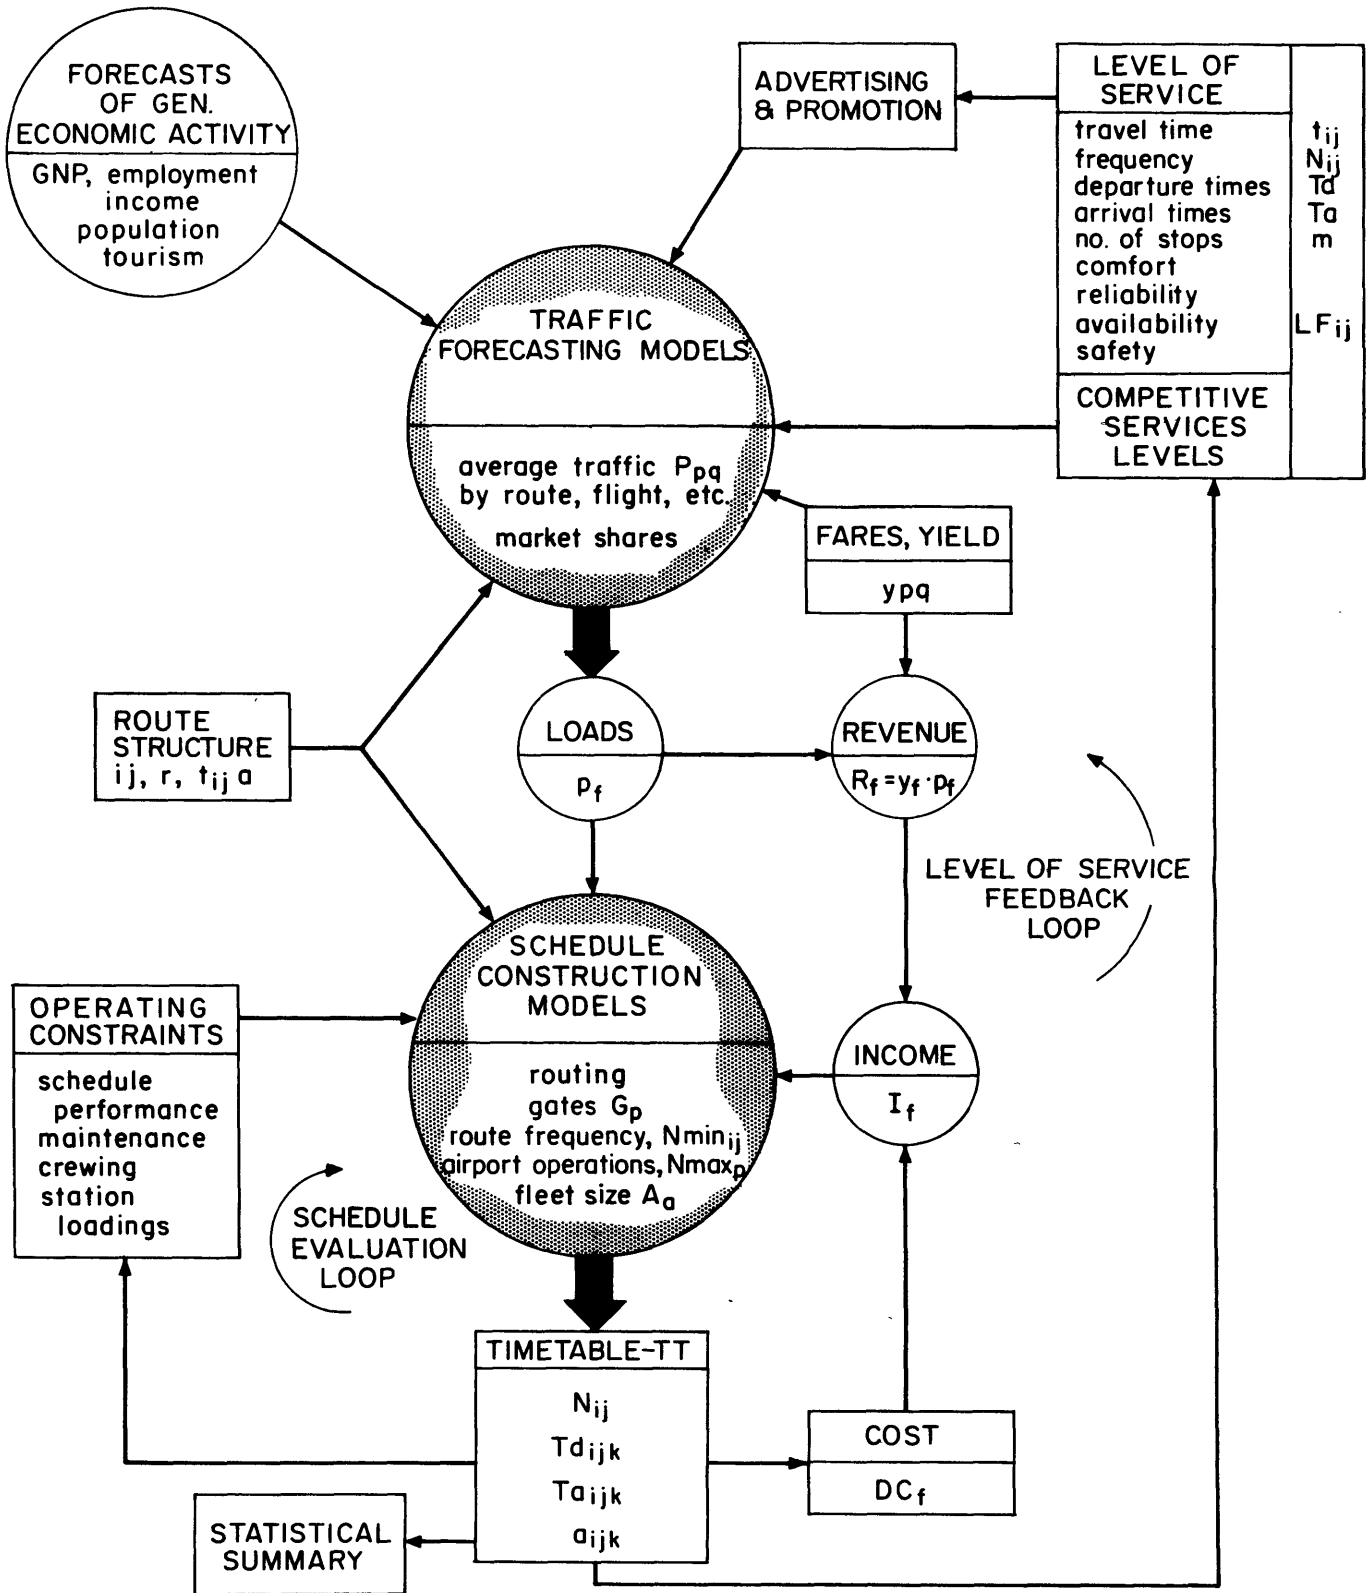 FORECASTS
OF GEN.
ECONOMIC ACTIVITY
GNP, employment
income
population
tourism
ADVERTISING
& PROMOTION
LEVEL OF
SERVICE
travel time tij
frequency Nij
departure times Td
arrival times Ta
no. of stops m
comfort
reliability
availability LFij
safety
COMPETITIVE
SERVICES
LEVELS
TRAFFIC
FORECASTING MODELS
average traffic Ppq
by route, flight, etc.
market shares
FARES, YIELD
ypq
ROUTE
STRUCTURE
ij, r, tij a
LOADS
pf
REVENUE
Rf = yf · pf
LEVEL OF SERVICE
FEEDBACK
LOOP
SCHEDULE
CONSTRUCTION
MODELS
routing
gates Gp
route frequency, Nminij
airport operations, Nmaxp
fleet size Aa
OPERATING
CONSTRAINTS
schedule
performance
maintenance
crewing
station
loadings
INCOME
If
SCHEDULE
EVALUATION
LOOP
TIMETABLE-TT
Nij
Tdijk
Taijk
aijk
COST
DCf
STATISTICAL
SUMMARY